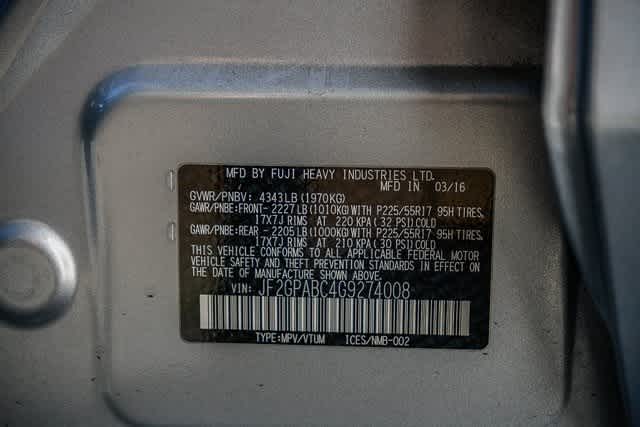 MFD BY FUJI HEAVY INDUSTRIES LTD.
MFD IN 03/16
GVWR/PNBV: 4343LB (1970KG)
GAWR/PNBE:FRONT-2227LB(1010KG)WITH P225/55R17 95H TIRES,
17X7J RIMS AT 220 KPA(32 PSI)COLD
GAWR/PNBE:REAR -2205LB(1000KG)WITH P225/55R17 95H TIRES,
17X7J RIMS AT 210 KPA(30 PSI)COLD
THIS VEHICLE CONFORMS TO ALL APPLICABLE FEDERAL MOTOR
VEHICLE SAFETY AND THEFT PREVENTION STANDARDS IN EFFECT ON
THE DATE OF MANUFACTURE SHOWN ABOVE.
VIN: JF2GPABC4G9274008
TYPE:MPV/VTUM ICES/NMB-002